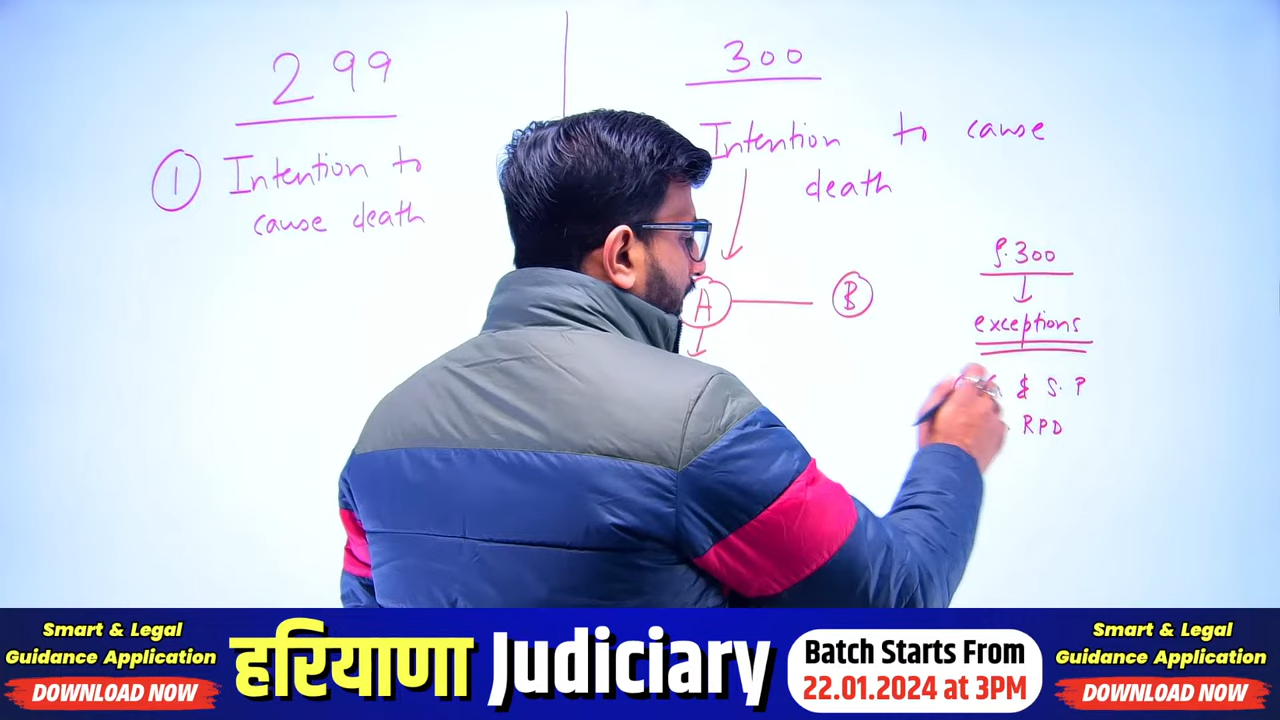 299
① Intention to
cause death
300
Intention to cause
death
A
B
S.300
exceptions
& S.P
RPD
Smart & Legal
Guidance Application
DOWNLOAD NOW
हरियाणा Judiciary
Batch Starts From
22.01.2024 at 3PM
Smart & Legal
Guidance Application
DOWNLOAD NOW